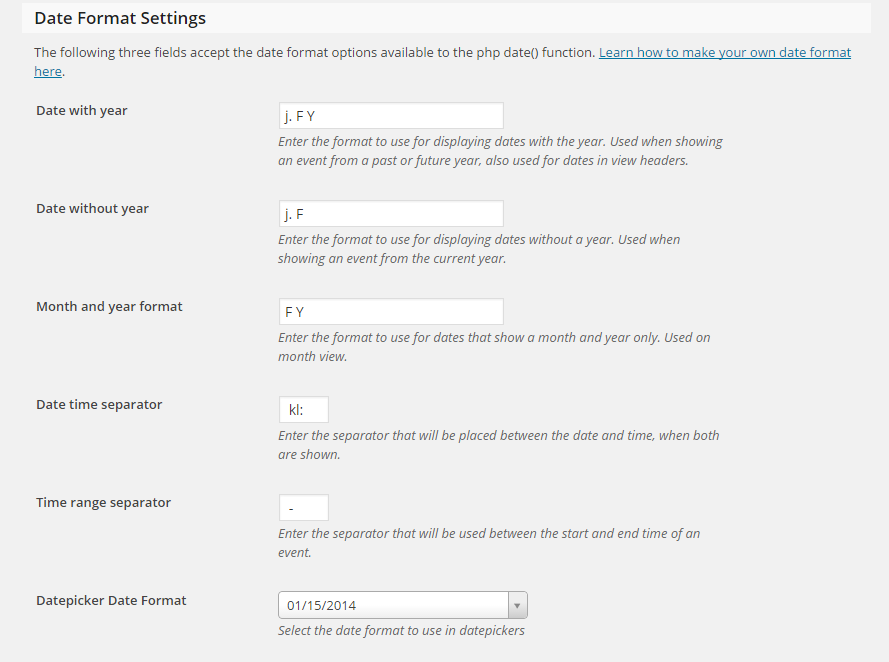 Date Format Settings
The following three fields accept the date format options available to the php date() function. Learn how to make your own date format
here.
Date with year
j. F Y
Enter the format to use for displaying dates with the year. Used when showing
an event from a past or future year, also used for dates in view headers.
Date without year
j. F
Enter the format to use for displaying dates without a year. Used when
showing an event from the current year.
Month and year format
F Y
Enter the format to use for dates that show a month and year only. Used on
month view.
Date time separator
kl:
Enter the separator that will be placed between the date and time, when both
are shown.
Time range separator
-
Enter the separator that will be used between the start and end time of an
event.
Datepicker Date Format
01/15/2014
Select the date format to use in datepickers